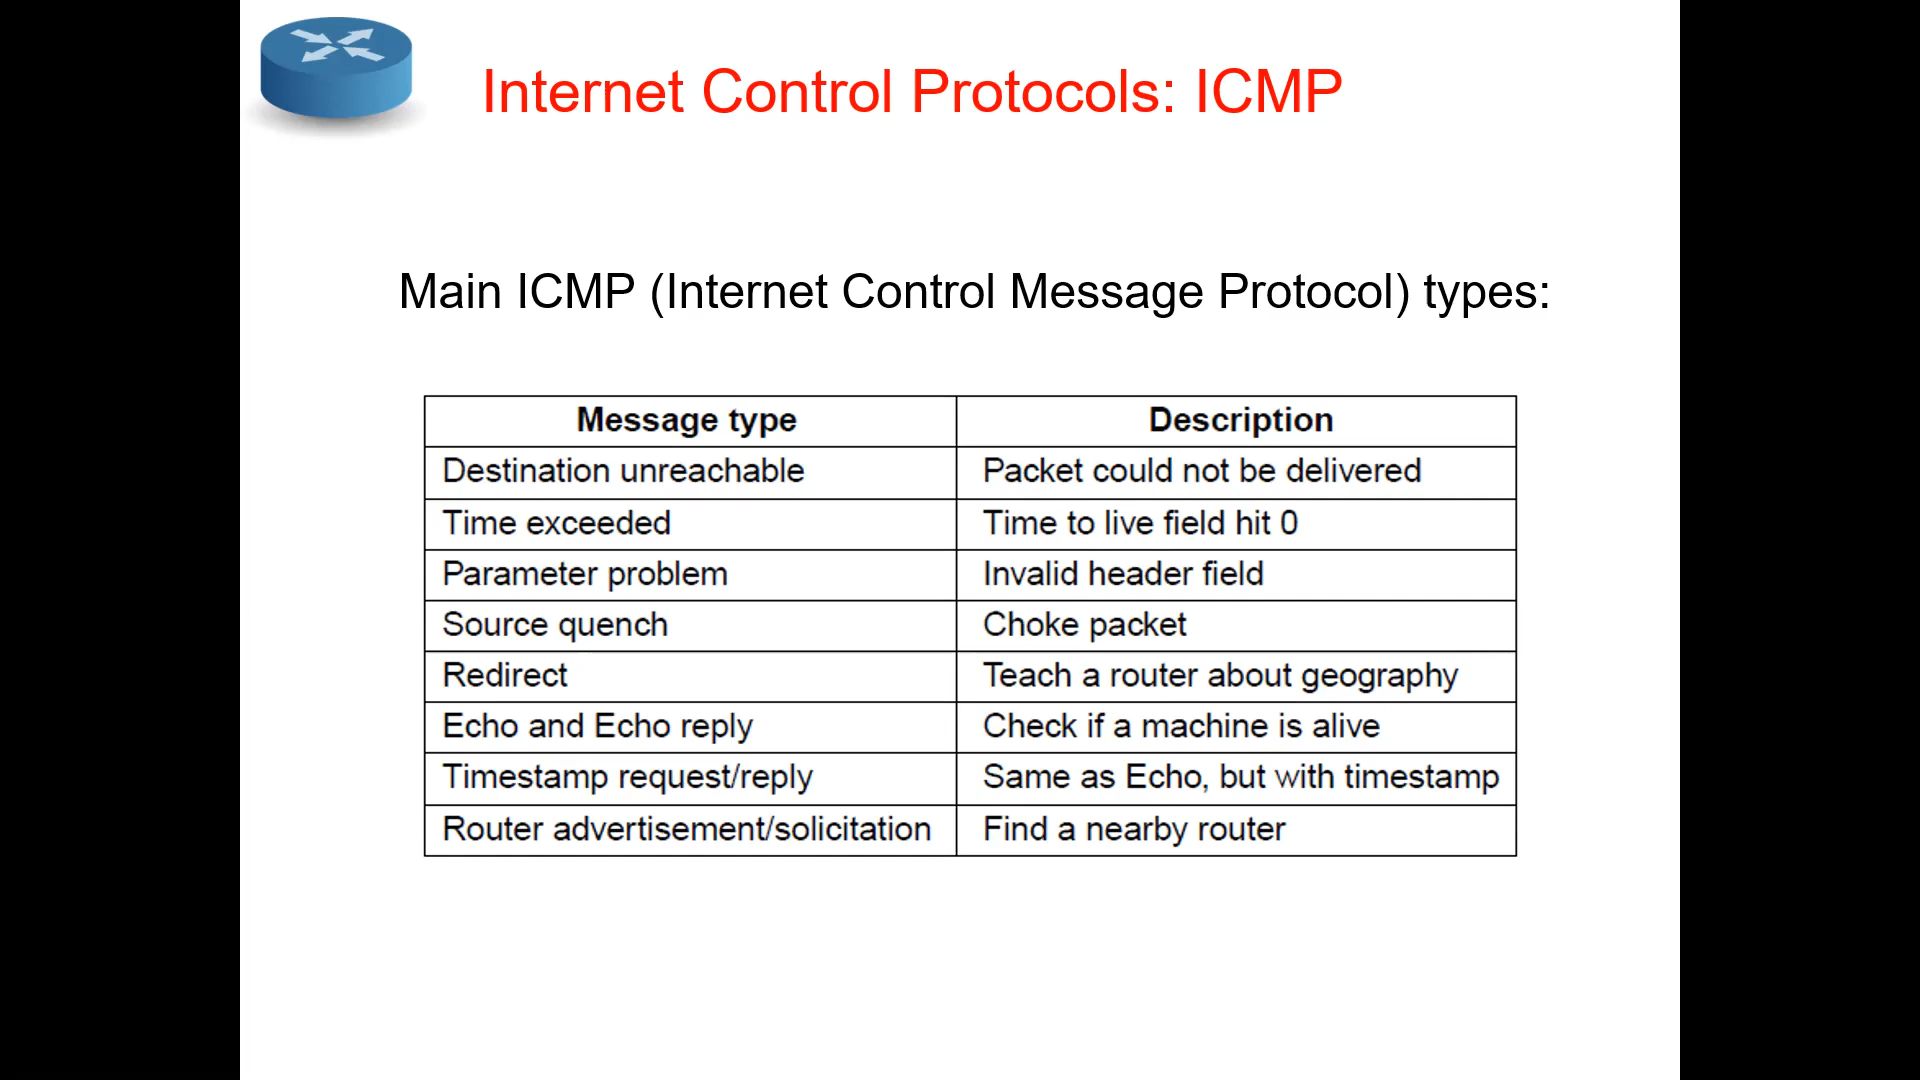 Internet Control Protocols: ICMP
Main ICMP (Internet Control Message Protocol) types:
Message type Description
Destination unreachable Packet could not be delivered
Time exceeded Time to live field hit 0
Parameter problem Invalid header field
Source quench Choke packet
Redirect Teach a router about geography
Echo and Echo reply Check if a machine is alive
Timestamp request/reply Same as Echo, but with timestamp
Router advertisement/solicitation Find a nearby router